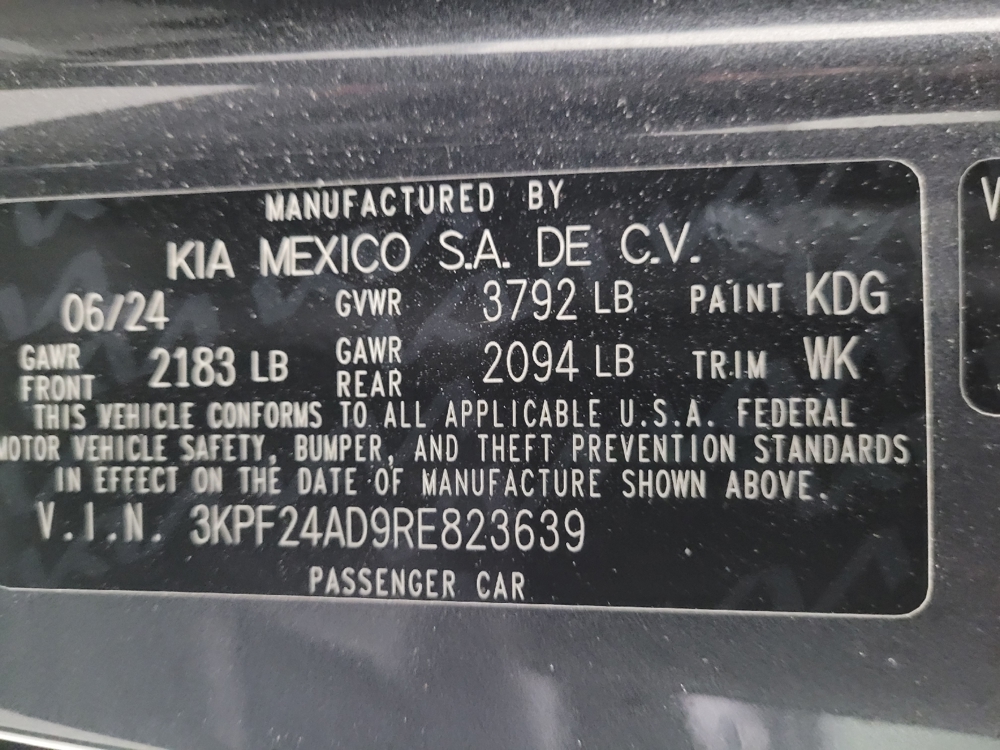 MANUFACTURED BY
KIA MEXICO S.A. DE C.V.
06/24 GVWR 3792 LB PAINT KDG
GAWR FRONT 2183 LB GAWR REAR 2094 LB TRIM WK
THIS VEHICLE CONFORMS TO ALL APPLICABLE U.S.A. FEDERAL
MOTOR VEHICLE SAFETY, BUMPER, AND THEFT PREVENTION STANDARDS
IN EFFECT ON THE DATE OF MANUFACTURE SHOWN ABOVE.
V.I.N. 3KPF24AD9RE823639
PASSENGER CAR